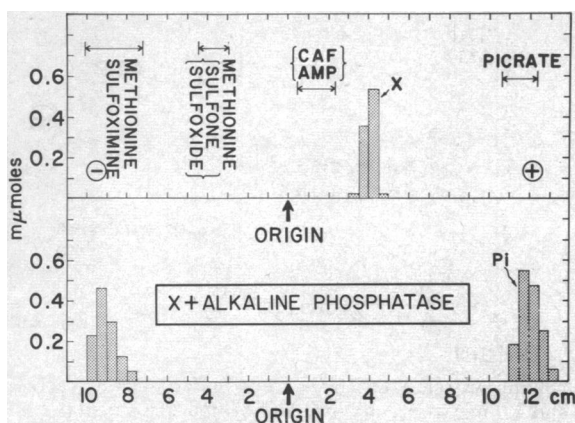 METHIONINE
SULFOXIMINE
METHIONINE
{SULFONE
SULFOXIDE}
{CAF
AMP}
PICRATE
X
0.6
0.4
0.2
−
+
mμmoles
ORIGIN
0.6
0.4
0.2
Pi
X+ALKALINE PHOSPHATASE
10 8 6 4 2 0 2 4 6 8 10 12 cm
ORIGIN